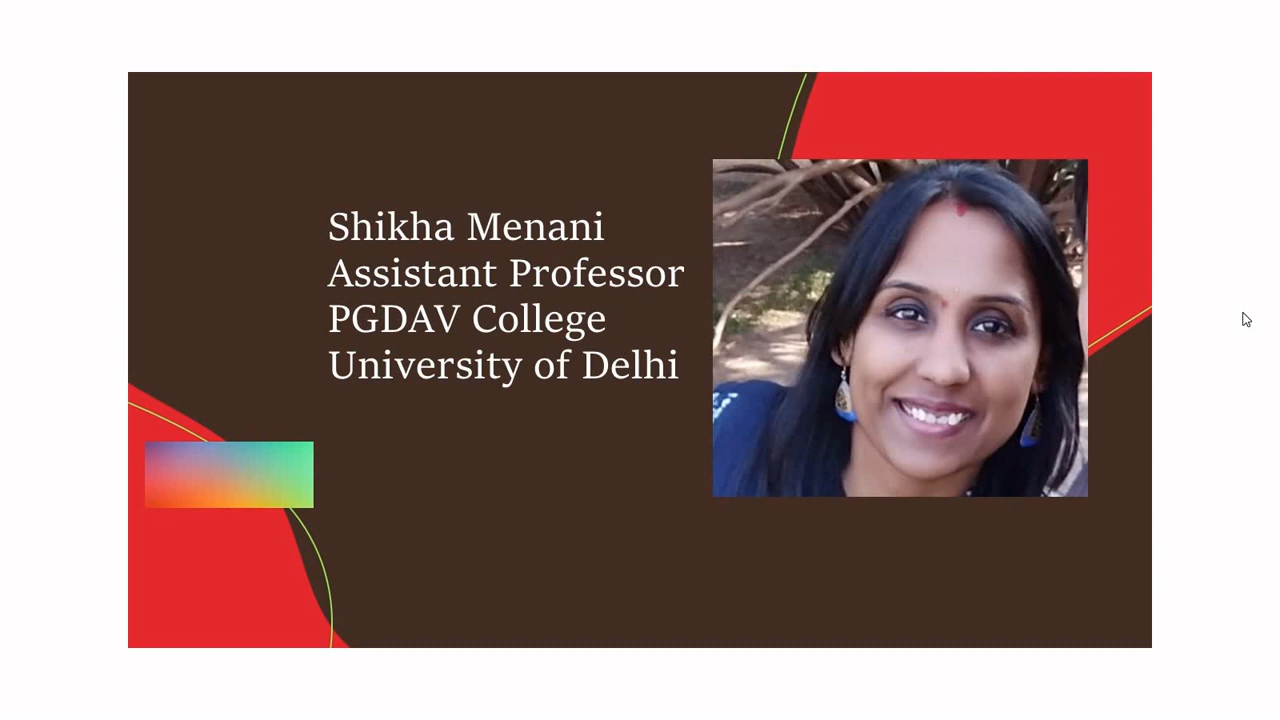 Shikha Menani
Assistant Professor
PGDAV College
University of Delhi